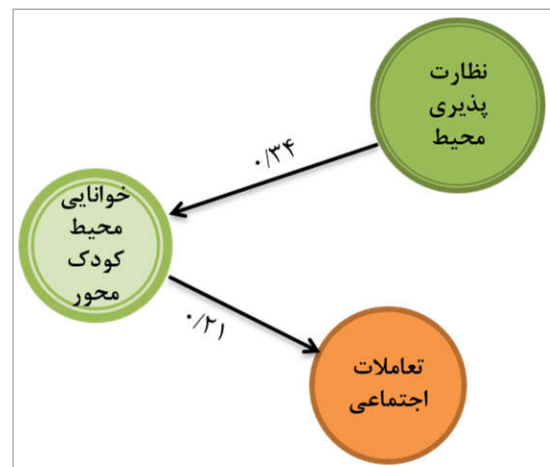 نظارت
پذیری
محیط
۰/۳۴
خوانایی
محیط
کودک
محور
۰/۲۱
تعاملات
اجتماعی